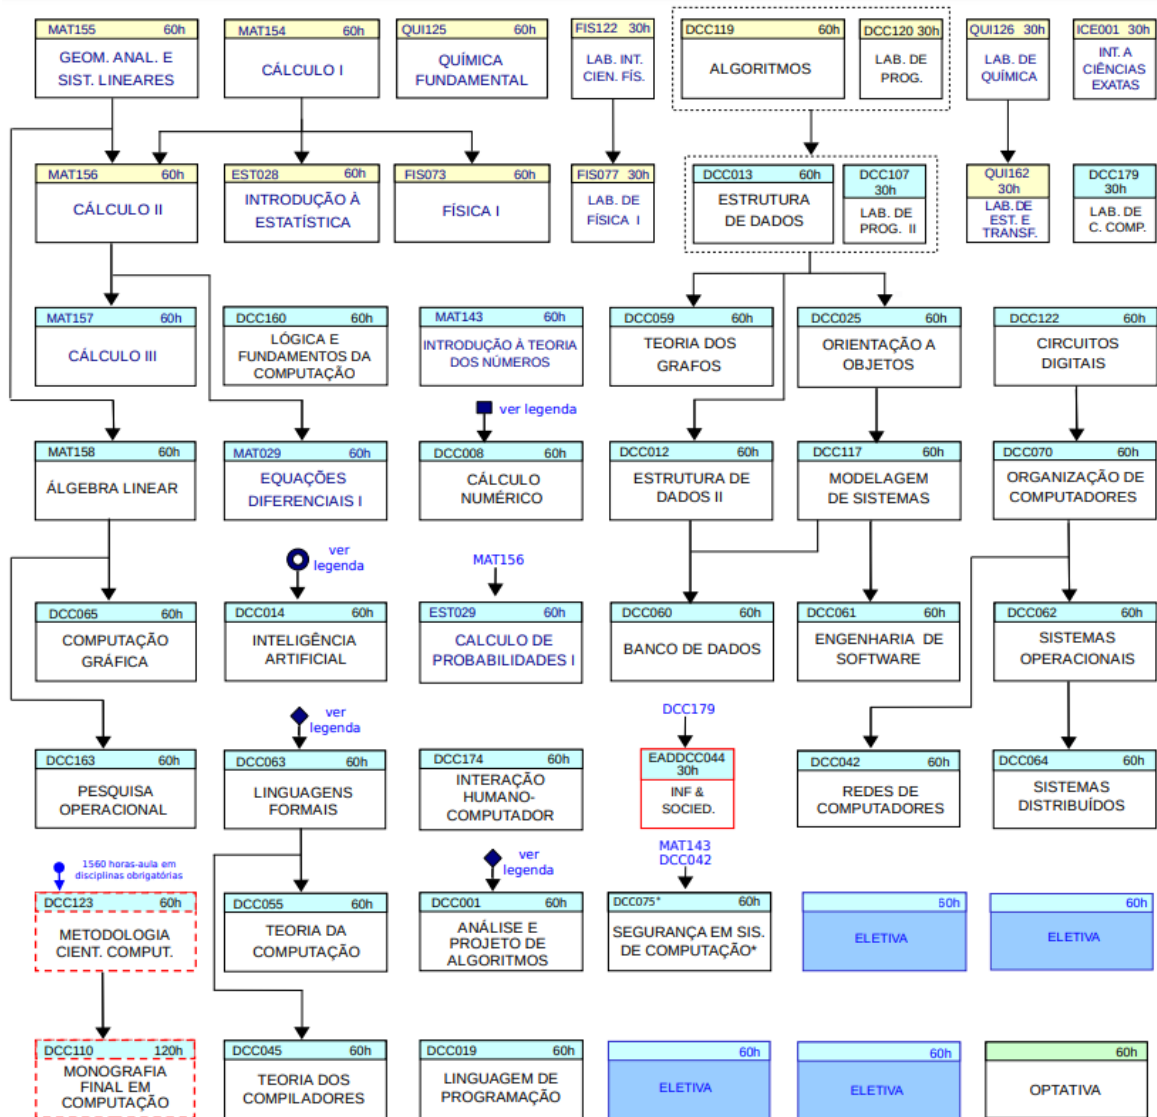 MAT155 60h
GEOM. ANAL. E
SIST. LINEARES
MAT154 60h
CÁLCULO I
QUI125 60h
QUÍMICA
FUNDAMENTAL
FIS122 30h
LAB. INT.
CIEN. FÍS.
DCC119 60h
ALGORITMOS
DCC120 30h
LAB. DE
PROG.
QUI126 30h
LAB. DE
QUÍMICA
ICE001 30h
INT. A
CIÊNCIAS
EXATAS
MAT156 60h
CÁLCULO II
EST028 60h
INTRODUÇÃO À
ESTATÍSTICA
FIS073 60h
FÍSICA I
FIS077 30h
LAB. DE
FÍSICA I
DCC013 60h
ESTRUTURA
DE DADOS
DCC107
30h
LAB. DE
PROG. II
QUI162
30h
LAB. DE
EST. E
TRANSF.
DCC179
30h
LAB. DE
C. COMP.
MAT157 60h
CÁLCULO III
DCC160 60h
LÓGICA E
FUNDAMENTOS DA
COMPUTAÇÃO
MAT143 60h
INTRODUÇÃO À TEORIA
DOS NÚMEROS
DCC059 60h
TEORIA DOS
GRAFOS
DCC025 60h
ORIENTAÇÃO A
OBJETOS
DCC122 60h
CIRCUITOS
DIGITAIS
ver legenda
MAT158 60h
ÁLGEBRA LINEAR
MAT029 60h
EQUAÇÕES
DIFERENCIAIS I
DCC008 60h
CÁLCULO
NUMÉRICO
DCC012 60h
ESTRUTURA DE
DADOS II
DCC117 60h
MODELAGEM
DE SISTEMAS
DCC070 60h
ORGANIZAÇÃO DE
COMPUTADORES
ver
legenda
MAT156
DCC065 60h
COMPUTAÇÃO
GRÁFICA
DCC014 60h
INTELIGÊNCIA
ARTIFICIAL
EST029 60h
CALCULO DE
PROBABILIDADES I
DCC060 60h
BANCO DE DADOS
DCC061 60h
ENGENHARIA DE
SOFTWARE
DCC062 60h
SISTEMAS
OPERACIONAIS
ver
legenda
DCC179
DCC163 60h
PESQUISA
OPERACIONAL
DCC063 60h
LINGUAGENS
FORMAIS
DCC174 60h
INTERAÇÃO
HUMANO-
COMPUTADOR
EADDCC044
30h
INF &
SOCIED.
DCC042 60h
REDES DE
COMPUTADORES
DCC064 60h
SISTEMAS
DISTRIBUÍDOS
1560 horas-aula em
disciplinas obrigatórias
ver
legenda
MAT143
DCC042
DCC123 60h
METODOLOGIA
CIENT. COMPUT.
DCC055 60h
TEORIA DA
COMPUTAÇÃO
DCC001 60h
ANÁLISE E
PROJETO DE
ALGORITMOS
DCC075* 60h
SEGURANÇA EM SIS.
DE COMPUTAÇÃO*
60h
ELETIVA
60h
ELETIVA
DCC110 120h
MONOGRAFIA
FINAL EM
COMPUTAÇÃO
DCC045 60h
TEORIA DOS
COMPILADORES
DCC019 60h
LINGUAGEM DE
PROGRAMAÇÃO
60h
ELETIVA
60h
ELETIVA
60h
OPTATIVA